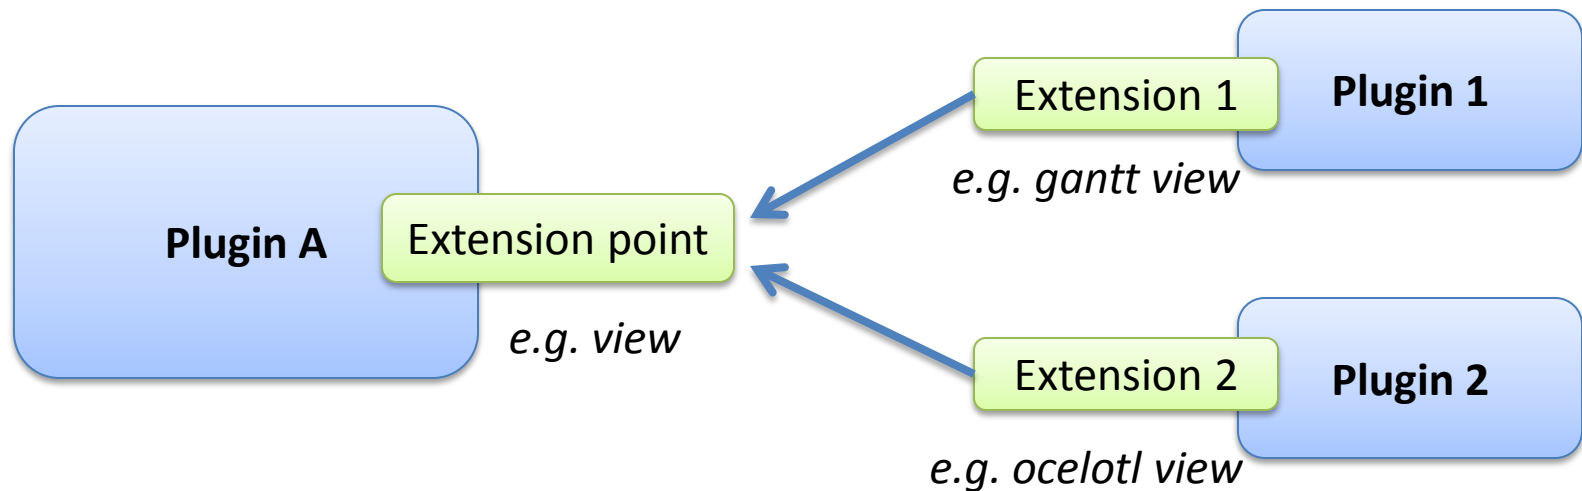 Plugin A
Extension point
e.g. view
Extension 1
Plugin 1
e.g. gantt view
Extension 2
Plugin 2
e.g. ocelotl view